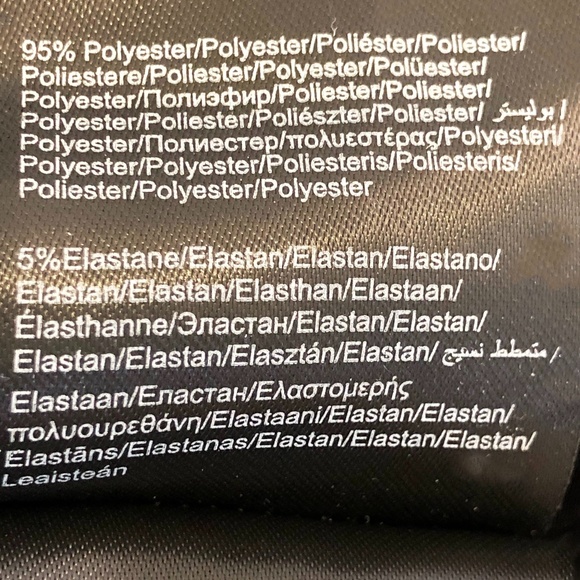 95% Polyester/Polyester/Poliéster/Poliester/
Poliestere/Poliester/Polyester/Polüester/
Polyester/Полиэфир/Poliester/Poliester/
Polyester/Poliester/Poliészter/Poliester/ بوليستر/
Polyester/Полиестер/πολυεστέρας/Polyesteri/
Polyester/Polyester/Poliesteris/Poliesteris/
Poliester/Polyester/Polyester
5%Elastane/Elastan/Elastan/Elastano/
Elastan/Elastan/Elasthan/Elastaan/
Élasthanne/Эластан/Elastan/Elastan/
Elastan/Elastan/Elasztán/Elastan/ متمطط نسيج /
Elastaan/Еластан/Ελαστομερής
πολυουρεθάνη/Elastaani/Elastan/Elastan/
Elastāns/Elastanas/Elastan/Elastan/Elastan/
Leaisteán